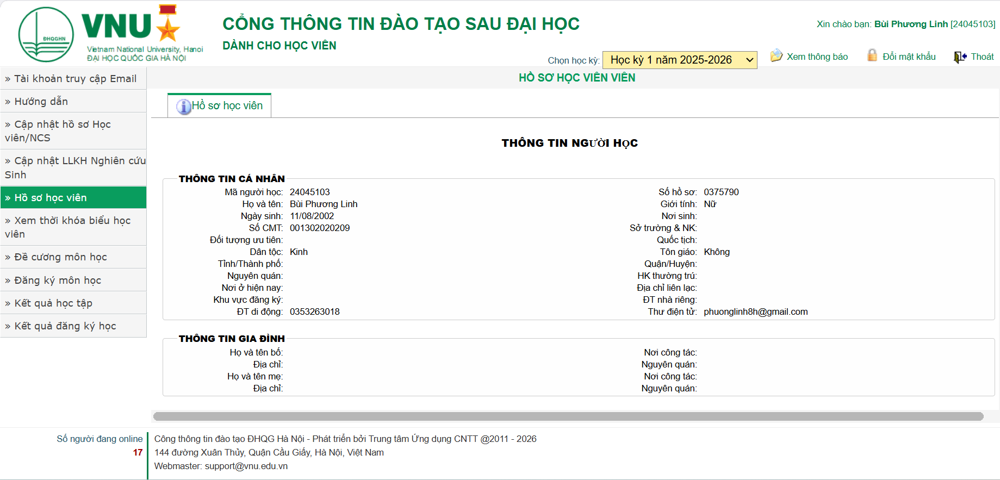 ĐHQGHN
VNU
Vietnam National University, Hanoi
ĐẠI HỌC QUỐC GIA HÀ NỘI
CỔNG THÔNG TIN ĐÀO TẠO SAU ĐẠI HỌC
DÀNH CHO HỌC VIÊN
Xin chào bạn: Bùi Phương Linh [24045103]
Chọn học kỳ: Học kỳ 1 năm 2025-2026 Xem thông báo Đổi mật khẩu Thoát
» Tài khoản truy cập Email
» Hướng dẫn
» Cập nhật hồ sơ Học
viên/NCS
» Cập nhật LLKH Nghiên cứu
Sinh
» Hồ sơ học viên
» Xem thời khóa biểu học
viên
» Đề cương môn học
» Đăng ký môn học
» Kết quả học tập
» Kết quả đăng ký học
HỒ SƠ HỌC VIÊN VIÊN
Hồ sơ học viên
THÔNG TIN NGƯỜI HỌC
THÔNG TIN CÁ NHÂN
Mã người học: 24045103 Số hồ sơ: 0375790
Họ và tên: Bùi Phương Linh Giới tính: Nữ
Ngày sinh: 11/08/2002 Nơi sinh:
Số CMT: 001302020209 Sở trường & NK:
Đối tượng ưu tiên: Quốc tịch:
Dân tộc: Kinh Tôn giáo: Không
Tỉnh/Thành phố: Quận/Huyện:
Nguyên quán: HK thường trú:
Nơi ở hiện nay: Địa chỉ liên lạc:
Khu vực đăng ký: ĐT nhà riêng:
ĐT di động: 0353263018 Thư điện tử: phuonglinh8h@gmail.com
THÔNG TIN GIA ĐÌNH
Họ và tên bố: Nơi công tác:
Địa chỉ: Nguyên quán:
Họ và tên mẹ: Nơi công tác:
Địa chỉ: Nguyên quán:
Số người đang online
17
Cổng thông tin đào tạo ĐHQG Hà Nội - Phát triển bởi Trung tâm Ứng dụng CNTT @2011 - 2026
144 đường Xuân Thủy, Quận Cầu Giấy, Hà Nội, Việt Nam
Webmaster: support@vnu.edu.vn